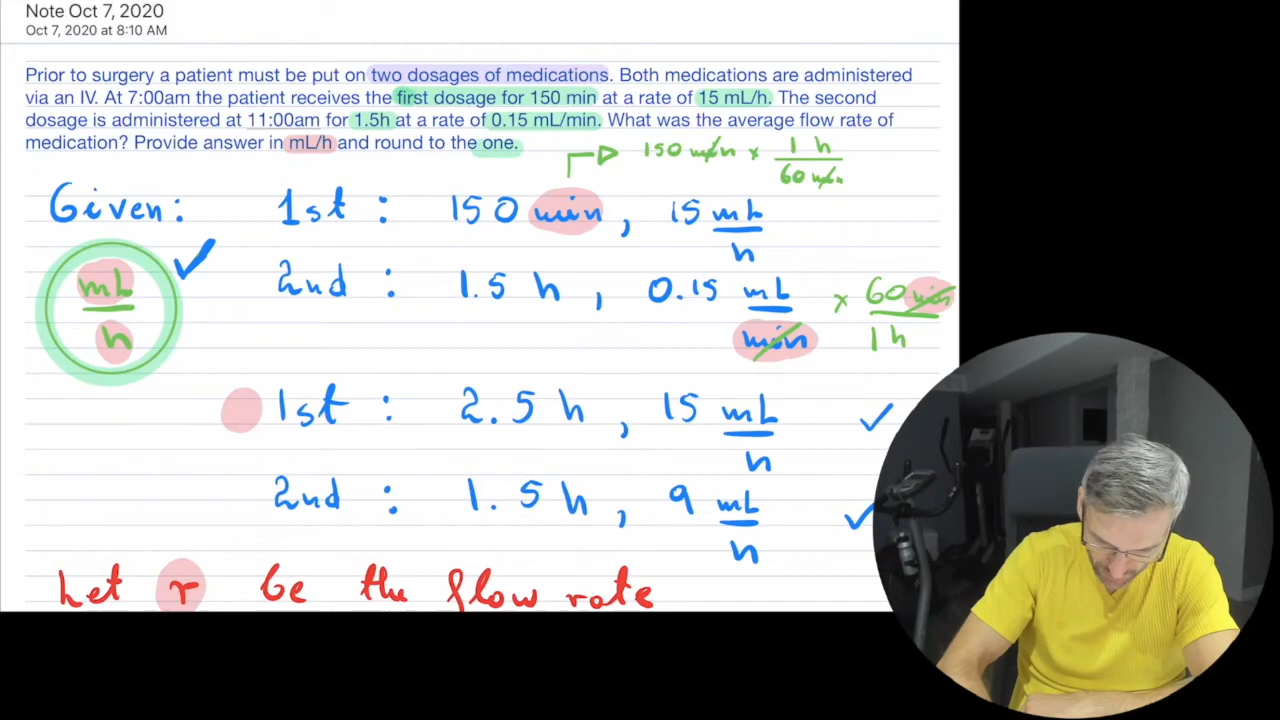 Note Oct 7, 2020
Oct 7, 2020 at 8:10 AM
Prior to surgery a patient must be put on two dosages of medications. Both medications are administered
via an IV. At 7:00am the patient receives the first dosage for 150 min at a rate of 15 mL/h. The second
dosage is administered at 11:00am for 1.5h at a rate of 0.15 mL/min. What was the average flow rate of
medication? Provide answer in mL/h and round to the one.
150 min × 1 h
60 min
Given: 1st : 150 min , 15 mL
h
mL
h
2nd : 1.5 h , 0.15 mL × 60 min
min 1 h
1st : 2.5 h , 15 mL
h
2nd : 1.5 h , 9 mL
h
Let r be the flow rate